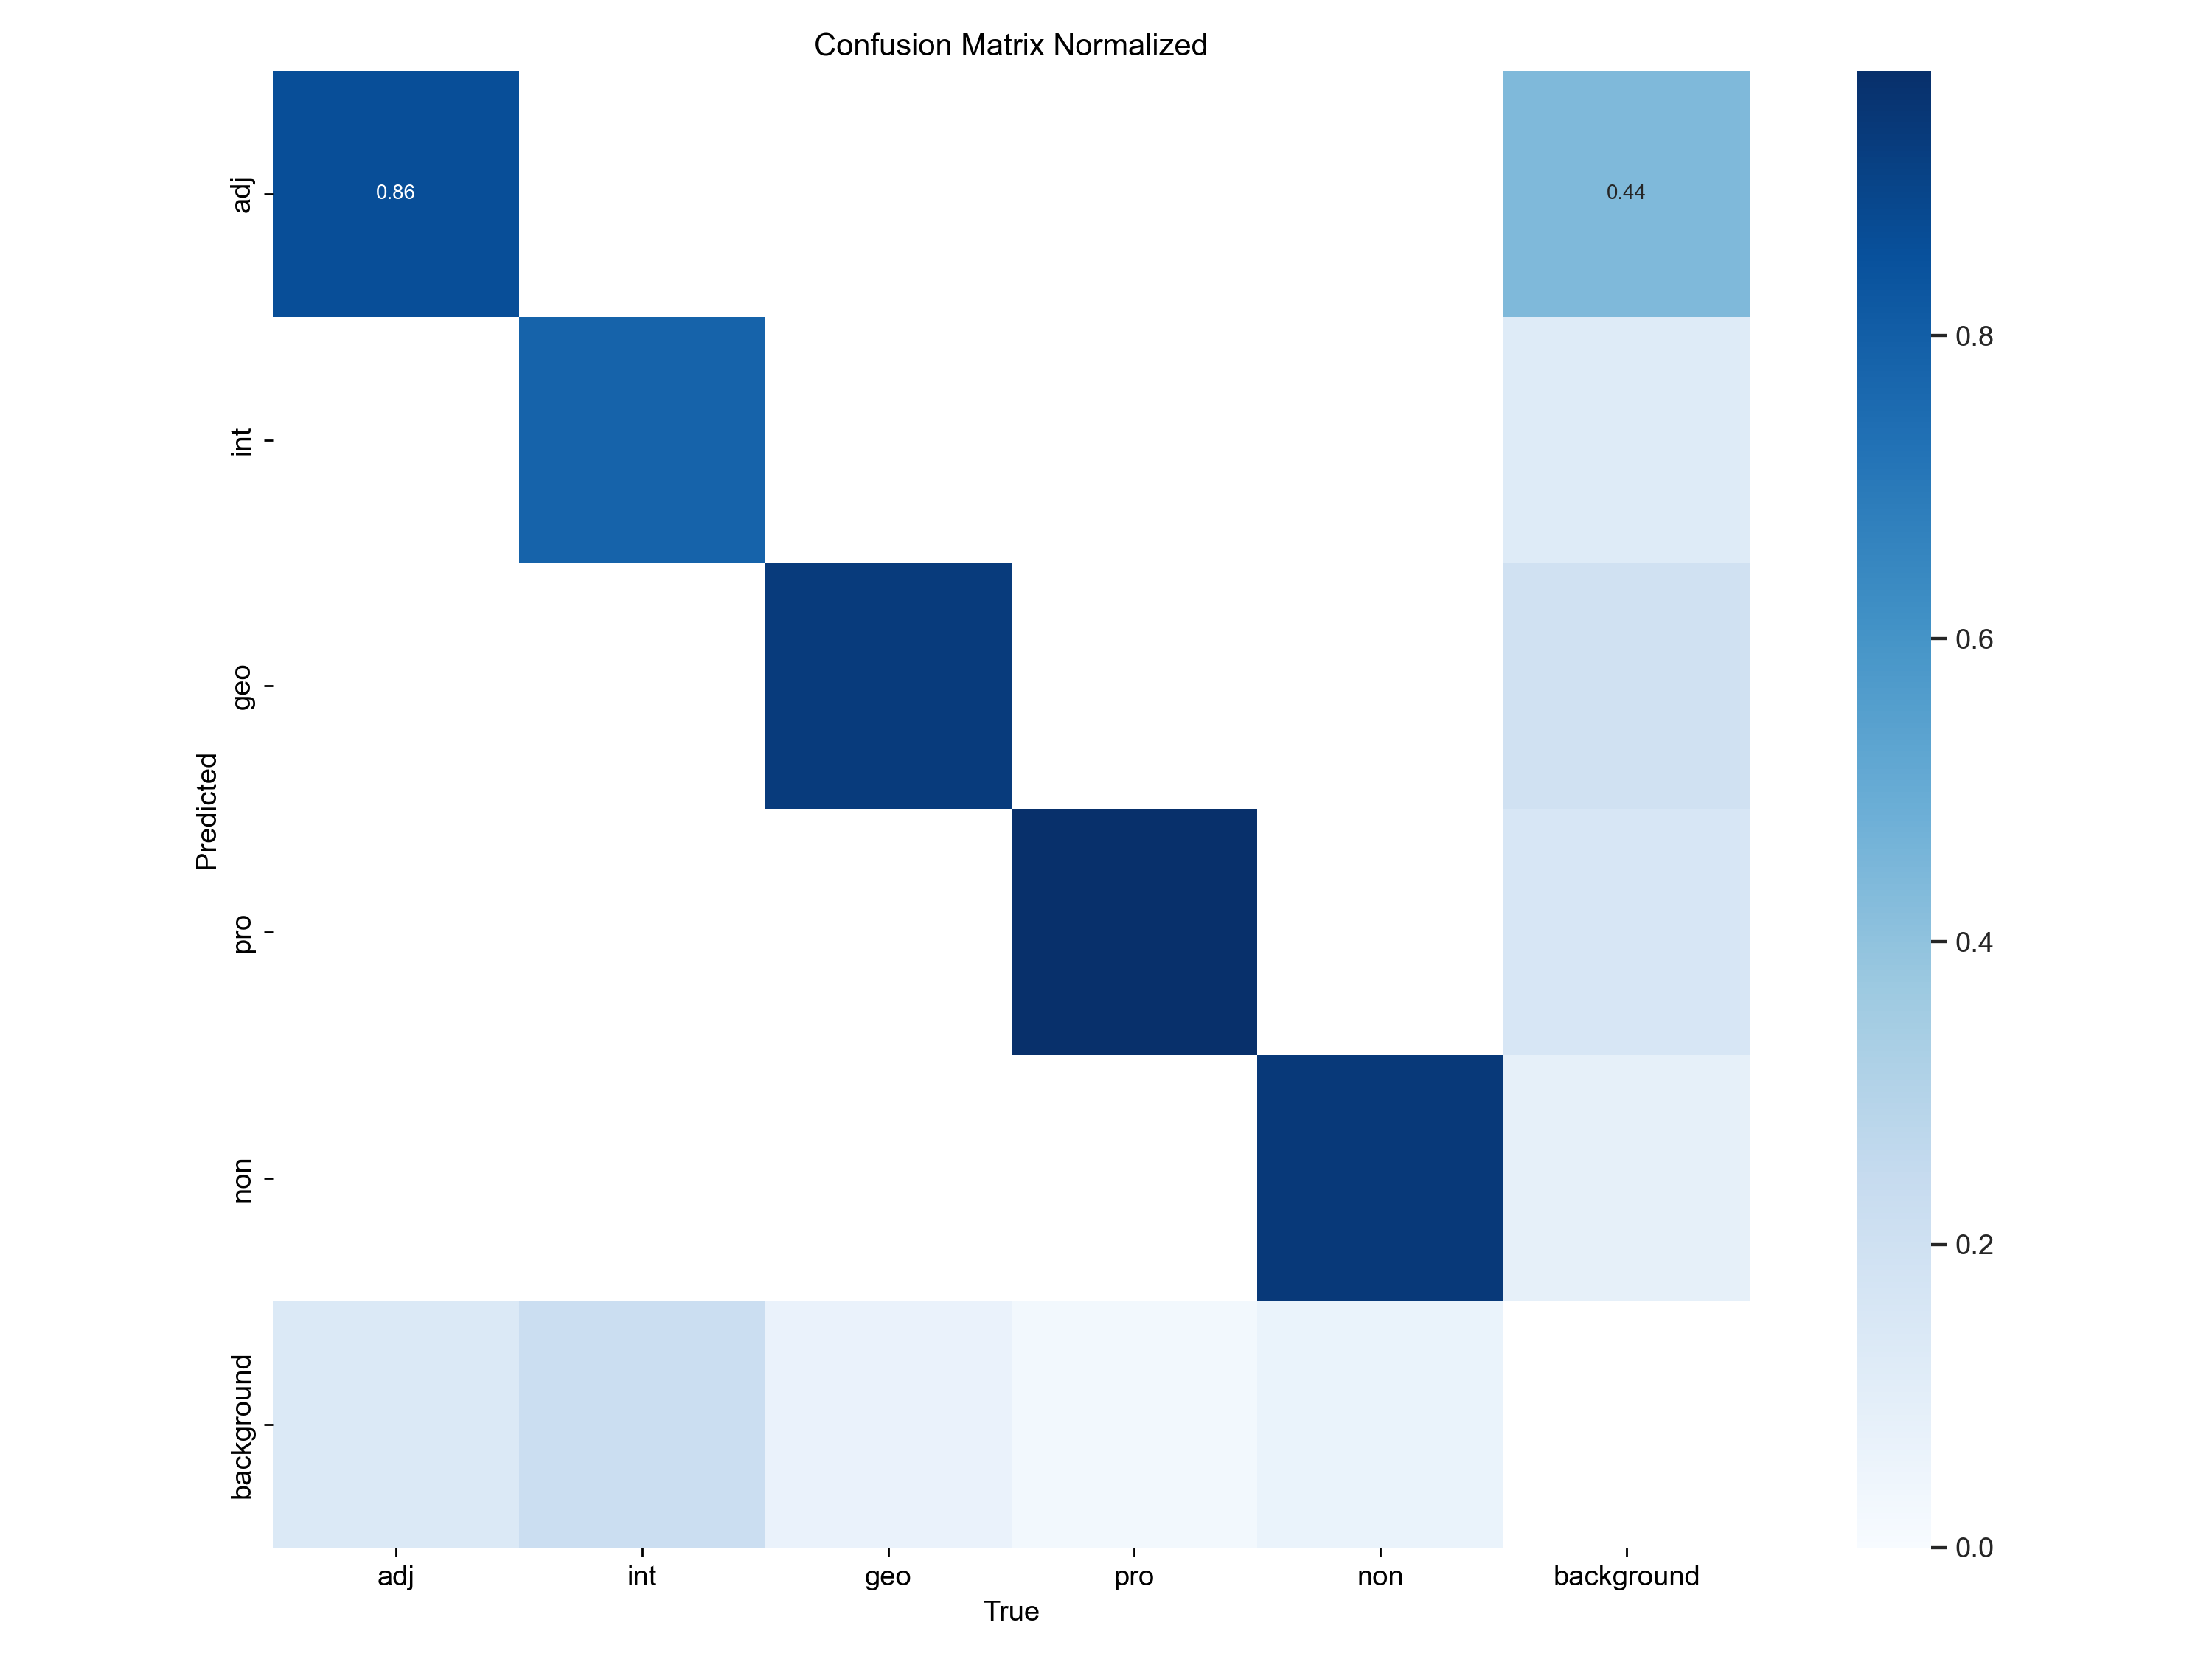 Confusion Matrix Normalized
adj
0.86
0.44
int
geo
pro
non
background
Predicted
adj int geo pro non background
True
0.8
0.6
0.4
0.2
0.0